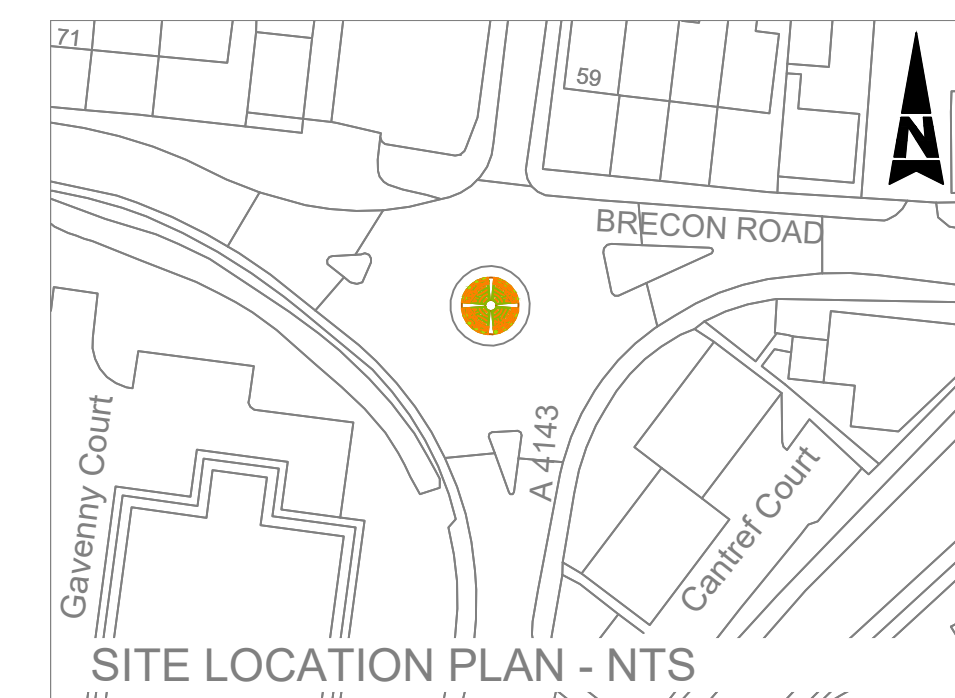 71
59
N
BRECON ROAD
A 4143
Gavenny Court
Cantref Court
SITE LOCATION PLAN - NTS